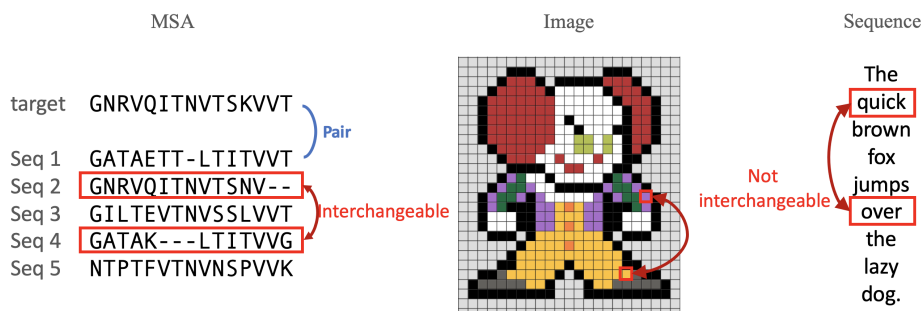 MSA
Image
Sequence
target GNRVQITNVTSKVVT
Pair
Seq 1 GATAETT-LTITVVT
Seq 2 GNRVQITNVTSNV--
Seq 3 GILTEVTNVSSLVVT
Seq 4 GATAK---LTITVVG
Seq 5 NTPTFVTNVNSPVVK
Interchangeable
Not
interchangeable
The
quick
brown
fox
jumps
over
the
lazy
dog.